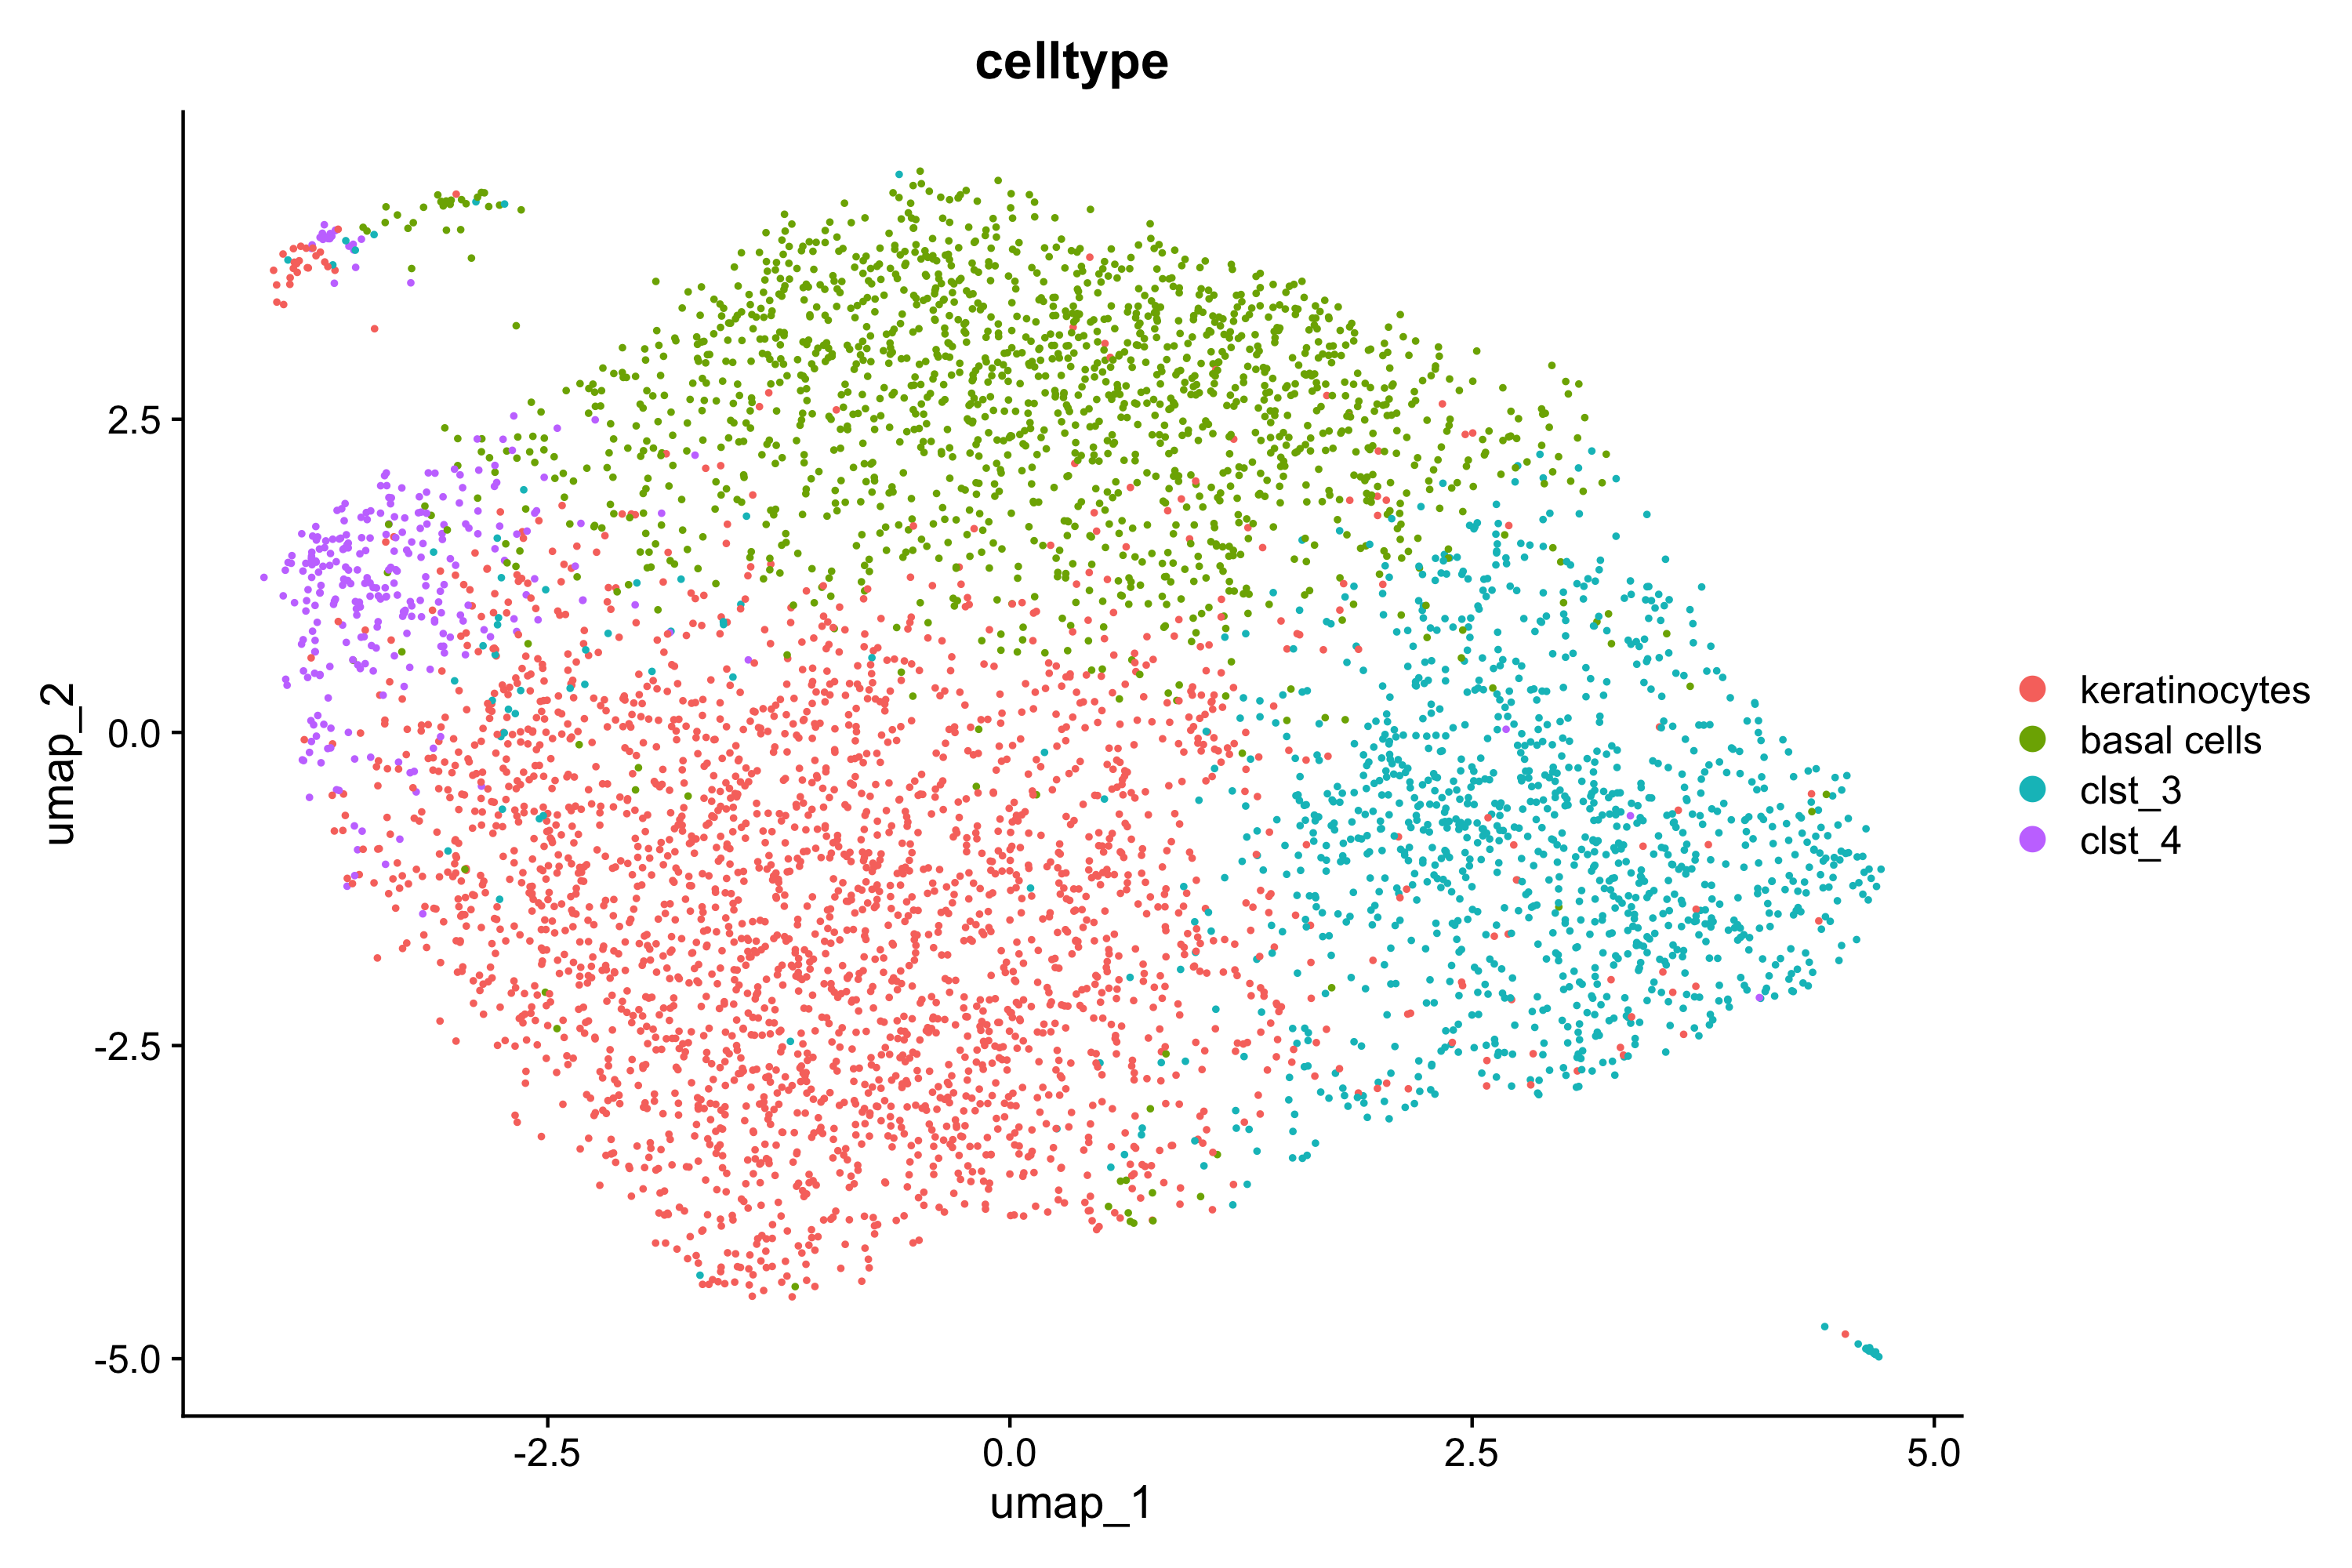 celltype
2.5
0.0
-2.5
-5.0
umap_2
-2.5
0.0
2.5
5.0
umap_1
keratinocytes
basal cells
clst_3
clst_4